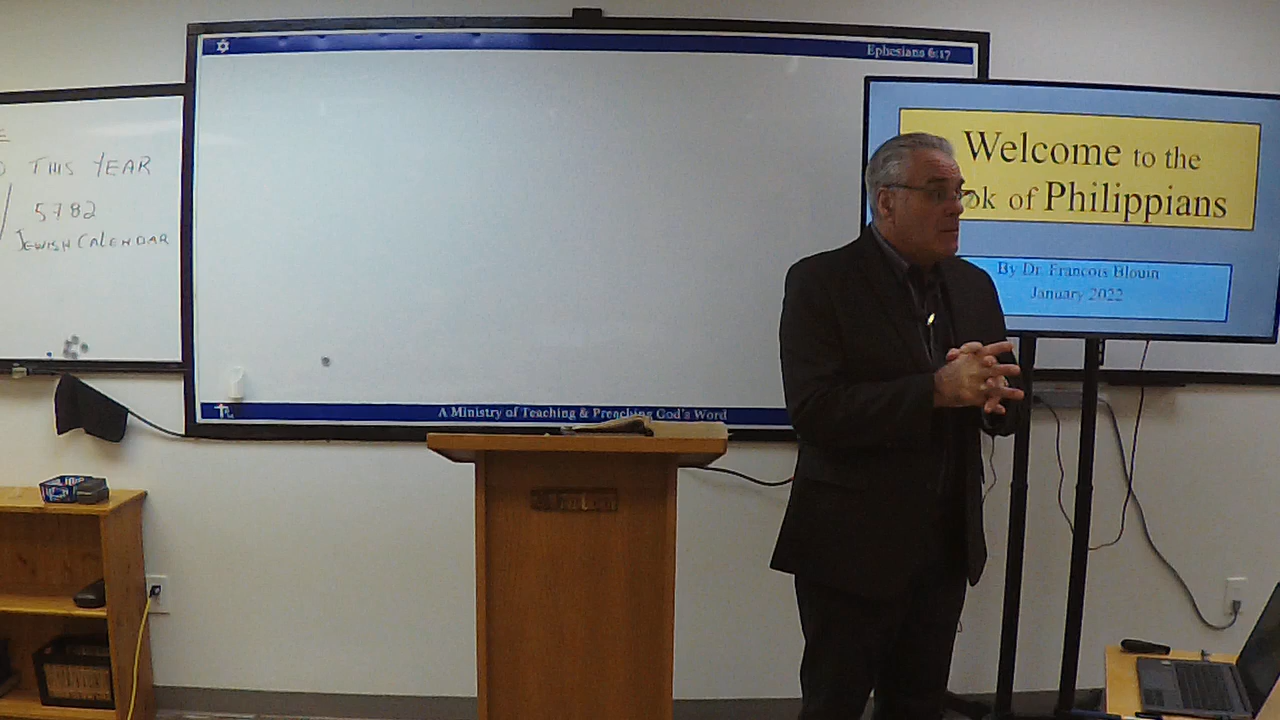 THIS YEAR
5782
JEWISH CALENDAR
Ephesians 6:17
A Ministry of Teaching & Preaching God's Word
Welcome to the
ok of Philippians
By Dr. Francois Blouin
January 2022